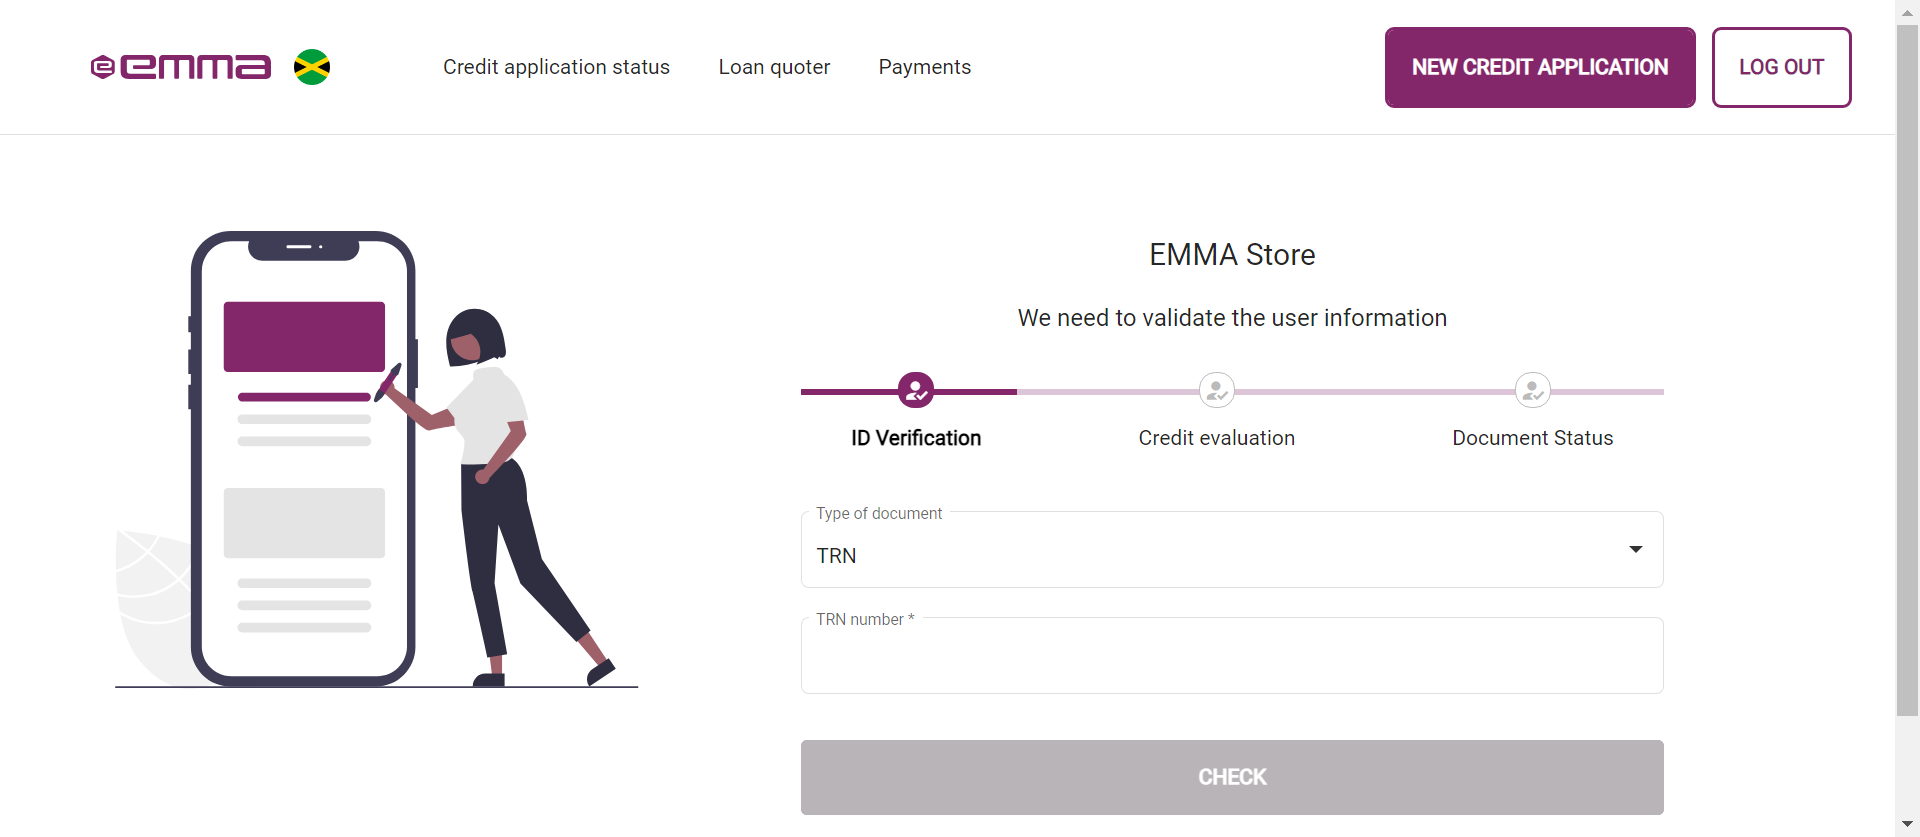 emma
Credit application status
Loan quoter
Payments
NEW CREDIT APPLICATION
LOG OUT
EMMA Store
We need to validate the user information
ID Verification
Credit evaluation
Document Status
Type of document
TRN
TRN number *
CHECK